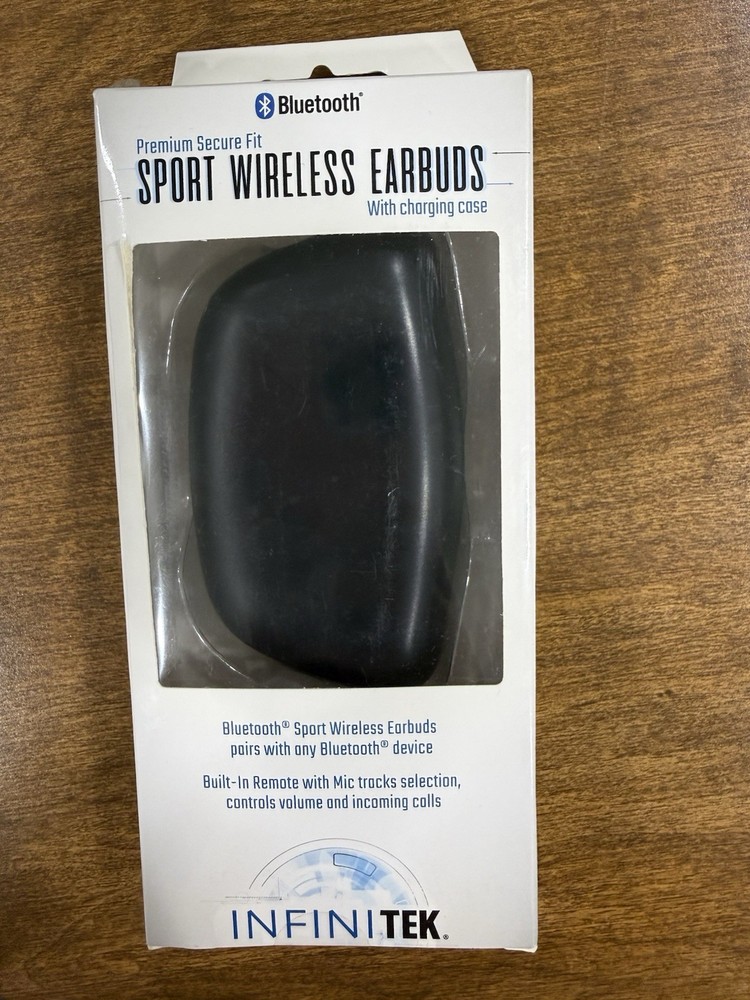 Bluetooth®
Premium Secure Fit
SPORT WIRELESS EARBUDS
With charging case
Bluetooth® Sport Wireless Earbuds
pairs with any Bluetooth® device
Built-In Remote with Mic tracks selection,
controls volume and incoming calls
INFINITEK®